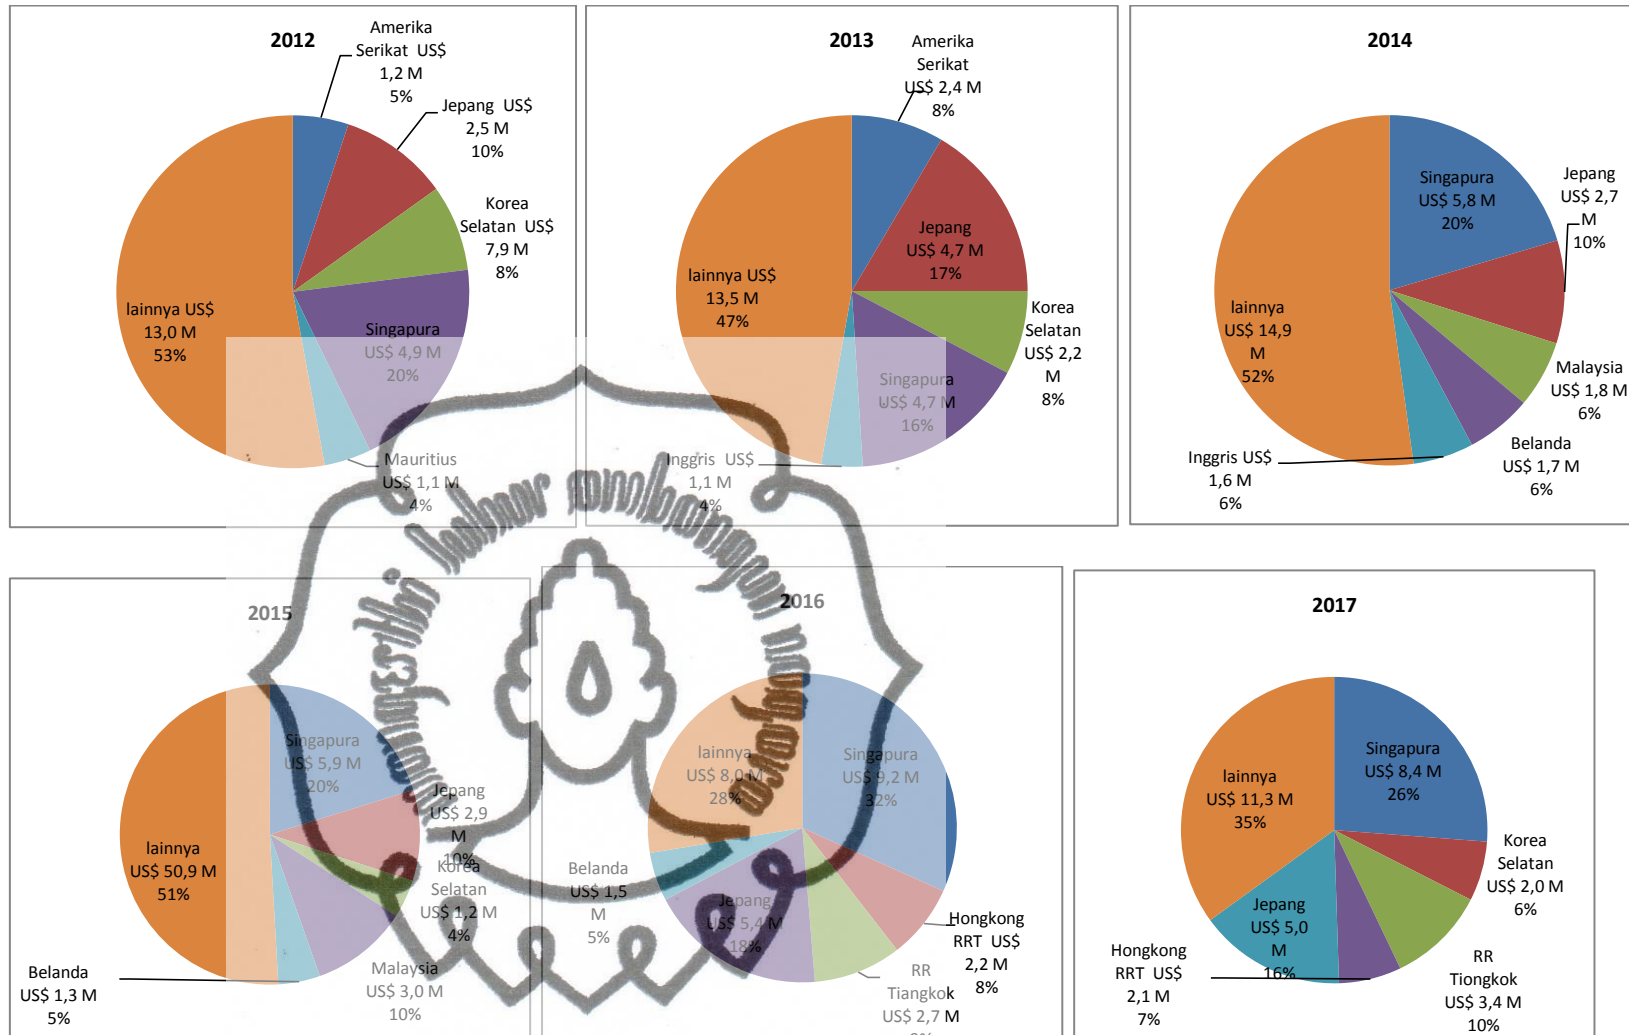 2012
Amerika
Serikat US$
1,2 M
5%
Jepang US$
2,5 M
10%
Korea
Selatan US$
7,9 M
8%
Singapura
US$ 4,9 M
20%
Mauritius
US$ 1,1 M
4%
lainnya US$
13,0 M
53%
2013
Amerika
Serikat
US$ 2,4 M
8%
Jepang
US$ 4,7 M
17%
Korea
Selatan
US$ 2,2
M
8%
Singapura
US$ 4,7 M
16%
Inggris US$
1,1 M
4%
lainnya US$
13,5 M
47%
2014
Singapura
US$ 5,8 M
20%
Jepang
US$ 2,7
M
10%
Malaysia
US$ 1,8 M
6%
Belanda
US$ 1,7 M
6%
Inggris US$
1,6 M
6%
lainnya
US$ 14,9
M
52%
2015
Singapura
US$ 5,9 M
20%
Jepang
US$ 2,9
M
10%
Korea
Selatan
US$ 1,2 M
4%
Malaysia
US$ 3,0 M
10%
Belanda
US$ 1,3 M
5%
lainnya
US$ 50,9 M
51%
2016
Singapura
US$ 9,2 M
32%
Hongkong
RRT US$
2,2 M
8%
RR
Tiangkok
US$ 2,7 M
Jepang
US$ 5,4 M
18%
Belanda
US$ 1,5
M
5%
lainnya
US$ 8,0 M
28%
2017
Singapura
US$ 8,4 M
26%
Korea
Selatan
US$ 2,0 M
6%
RR
Tiongkok
US$ 3,4 M
10%
Hongkong
RRT US$
2,1 M
7%
Jepang
US$ 5,0
M
16%
lainnya
US$ 11,3 M
35%